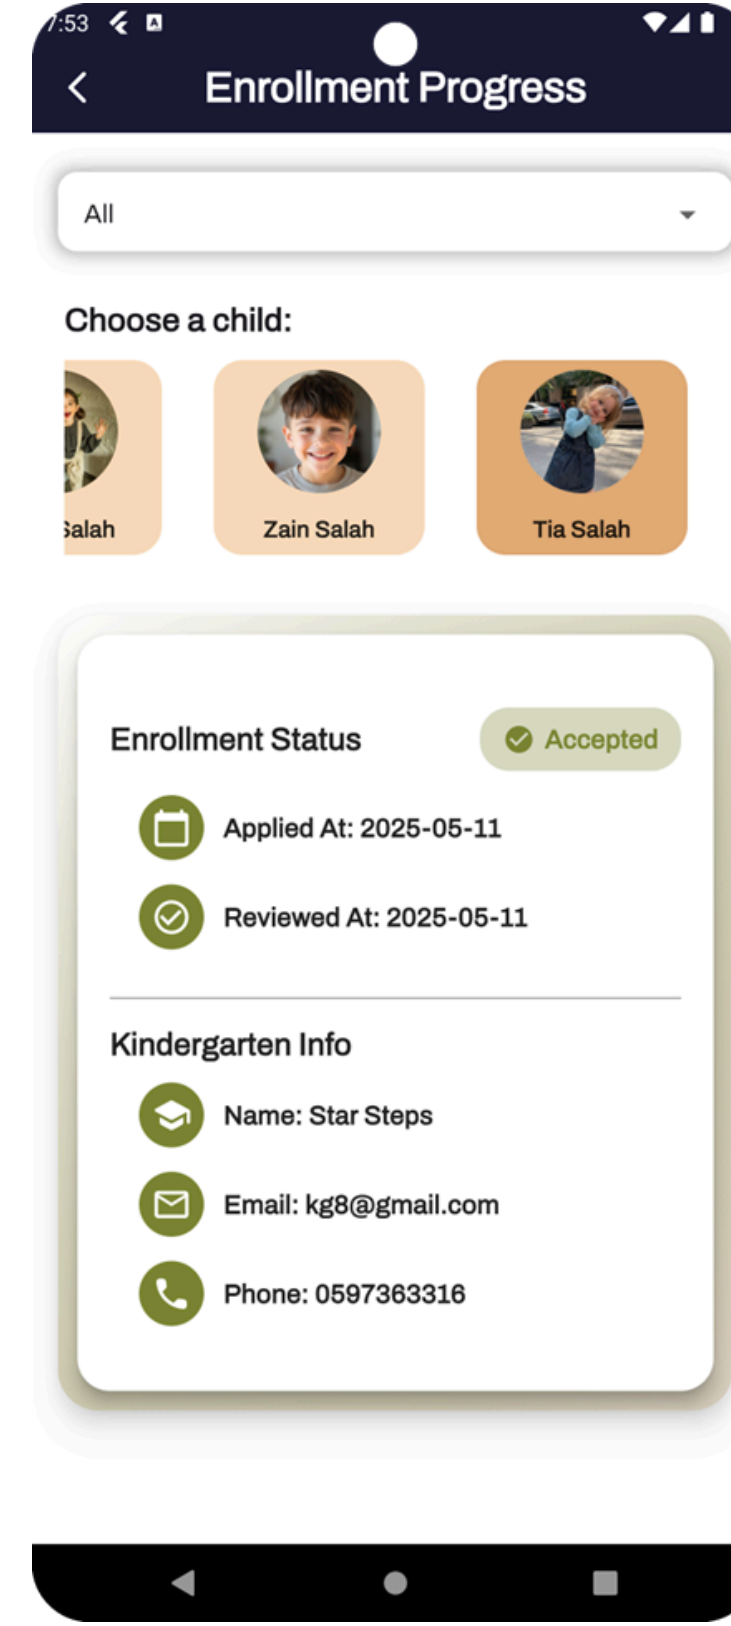 7:53
Enrollment Progress
All
Choose a child:
Salah
Zain Salah
Tia Salah
Enrollment Status
Accepted
Applied At: 2025-05-11
Reviewed At: 2025-05-11
Kindergarten Info
Name: Star Steps
Email: kg8@gmail.com
Phone: 0597363316